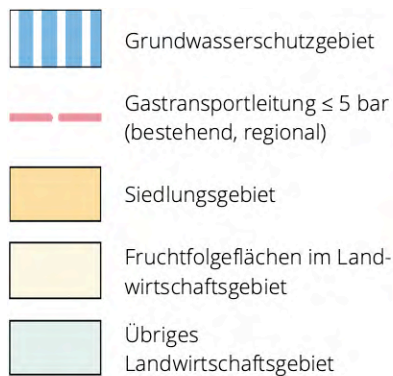 Grundwasserschutzgebiet
Gastransportleitung ≤ 5 bar
(bestehend, regional)
Siedlungsgebiet
Fruchtfolgeflächen im Land-
wirtschaftsgebiet
Übriges
Landwirtschaftsgebiet